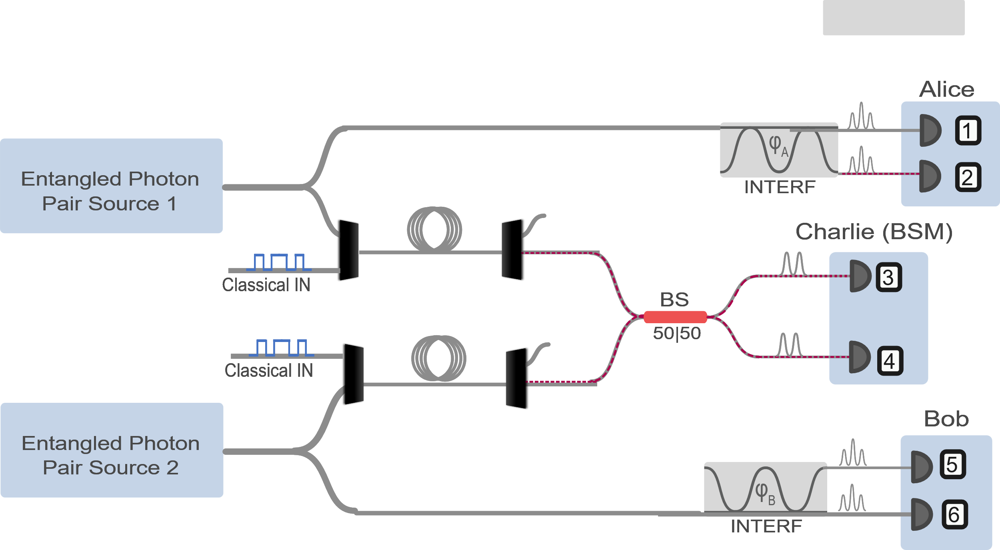 Alice
1
φA
2
INTERF
Entangled Photon
Pair Source 1
Charlie (BSM)
3
Classical IN
BS
50|50
4
Classical IN
Bob
Entangled Photon
Pair Source 2
5
φB
6
INTERF